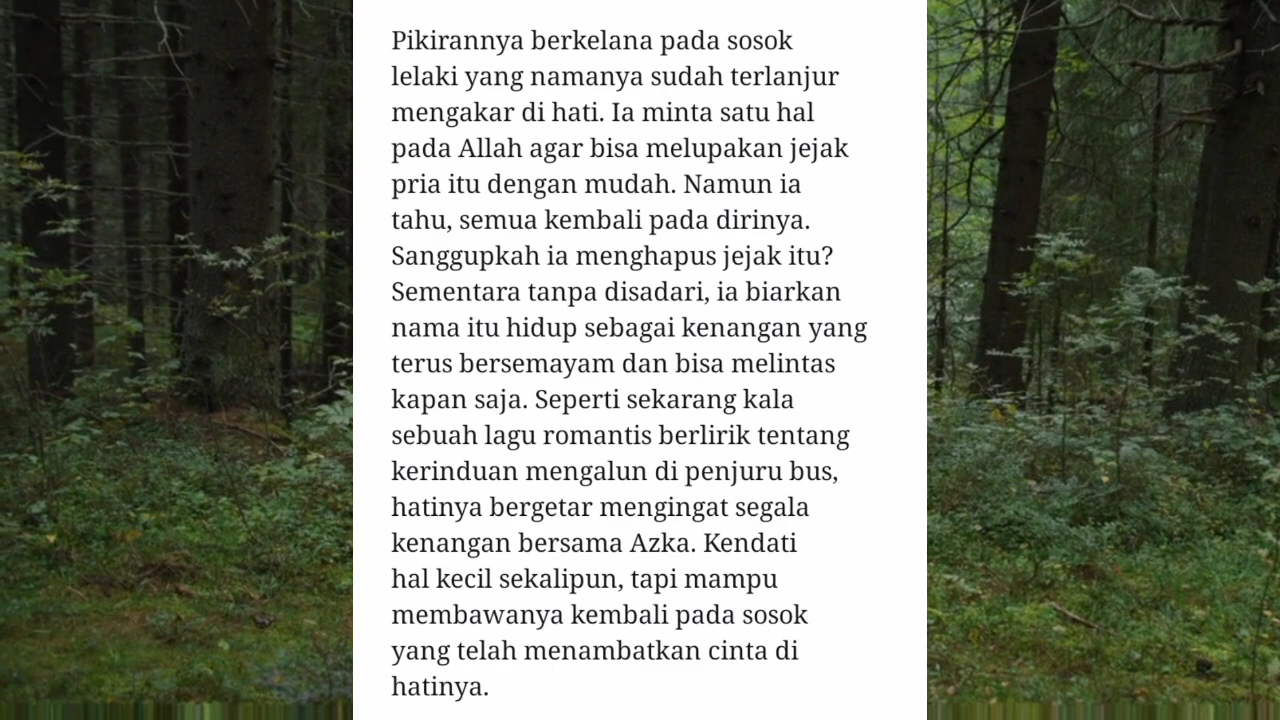 Pikirannya berkelana pada sosok
lelaki yang namanya sudah terlanjur
mengakar di hati. Ia minta satu hal
pada Allah agar bisa melupakan jejak
pria itu dengan mudah. Namun ia
tahu, semua kembali pada dirinya.
Sanggupkah ia menghapus jejak itu?
Sementara tanpa disadari, ia biarkan
nama itu hidup sebagai kenangan yang
terus bersemayam dan bisa melintas
kapan saja. Seperti sekarang kala
sebuah lagu romantis berlirik tentang
kerinduan mengalun di penjuru bus,
hatinya bergetar mengingat segala
kenangan bersama Azka. Kendati
hal kecil sekalipun, tapi mampu
membawanya kembali pada sosok
yang telah menambatkan cinta di
hatinya.